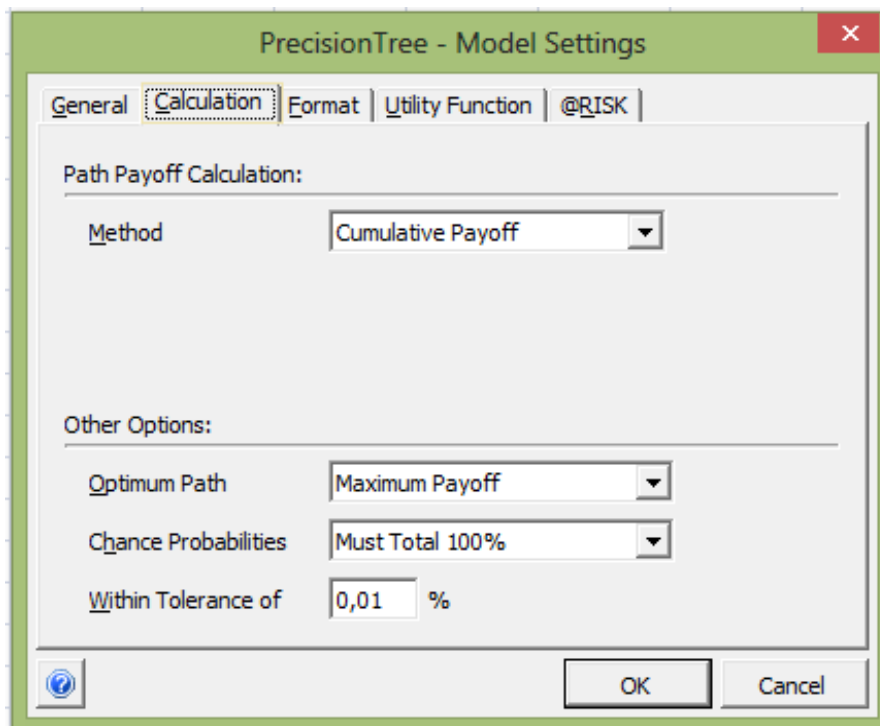 PrecisionTree - Model Settings
General Calculation Format Utility Function @RISK
Path Payoff Calculation:
Method Cumulative Payoff
Other Options:
Optimum Path Maximum Payoff
Chance Probabilities Must Total 100%
Within Tolerance of 0,01 %
OK Cancel